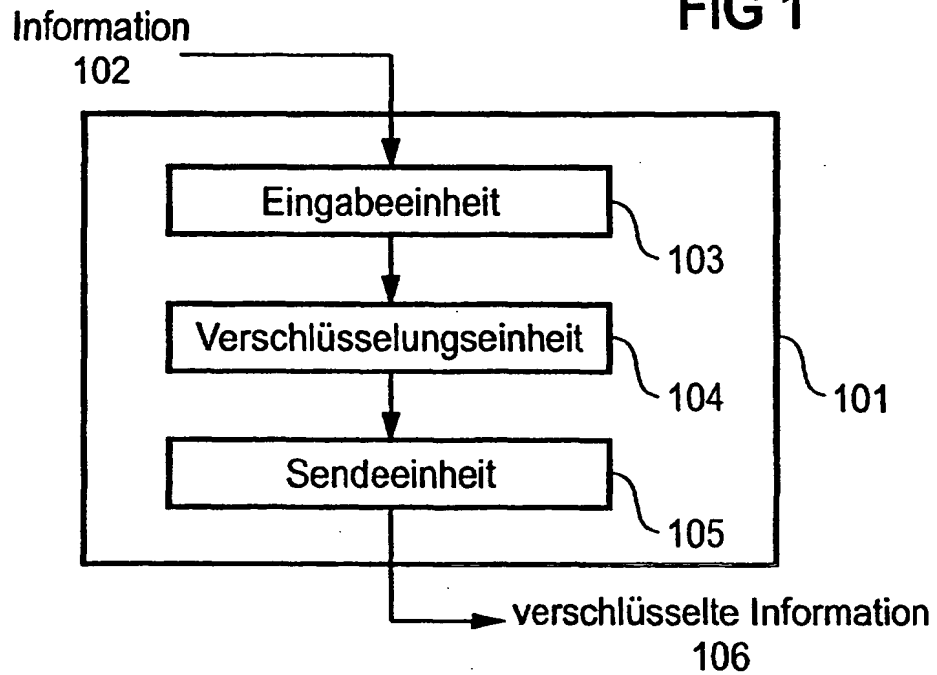 FIG 1
Information
102
Eingabeeinheit
103
Verschlüsselungseinheit
104
101
Sendeeinheit
105
verschlüsselte Information
106